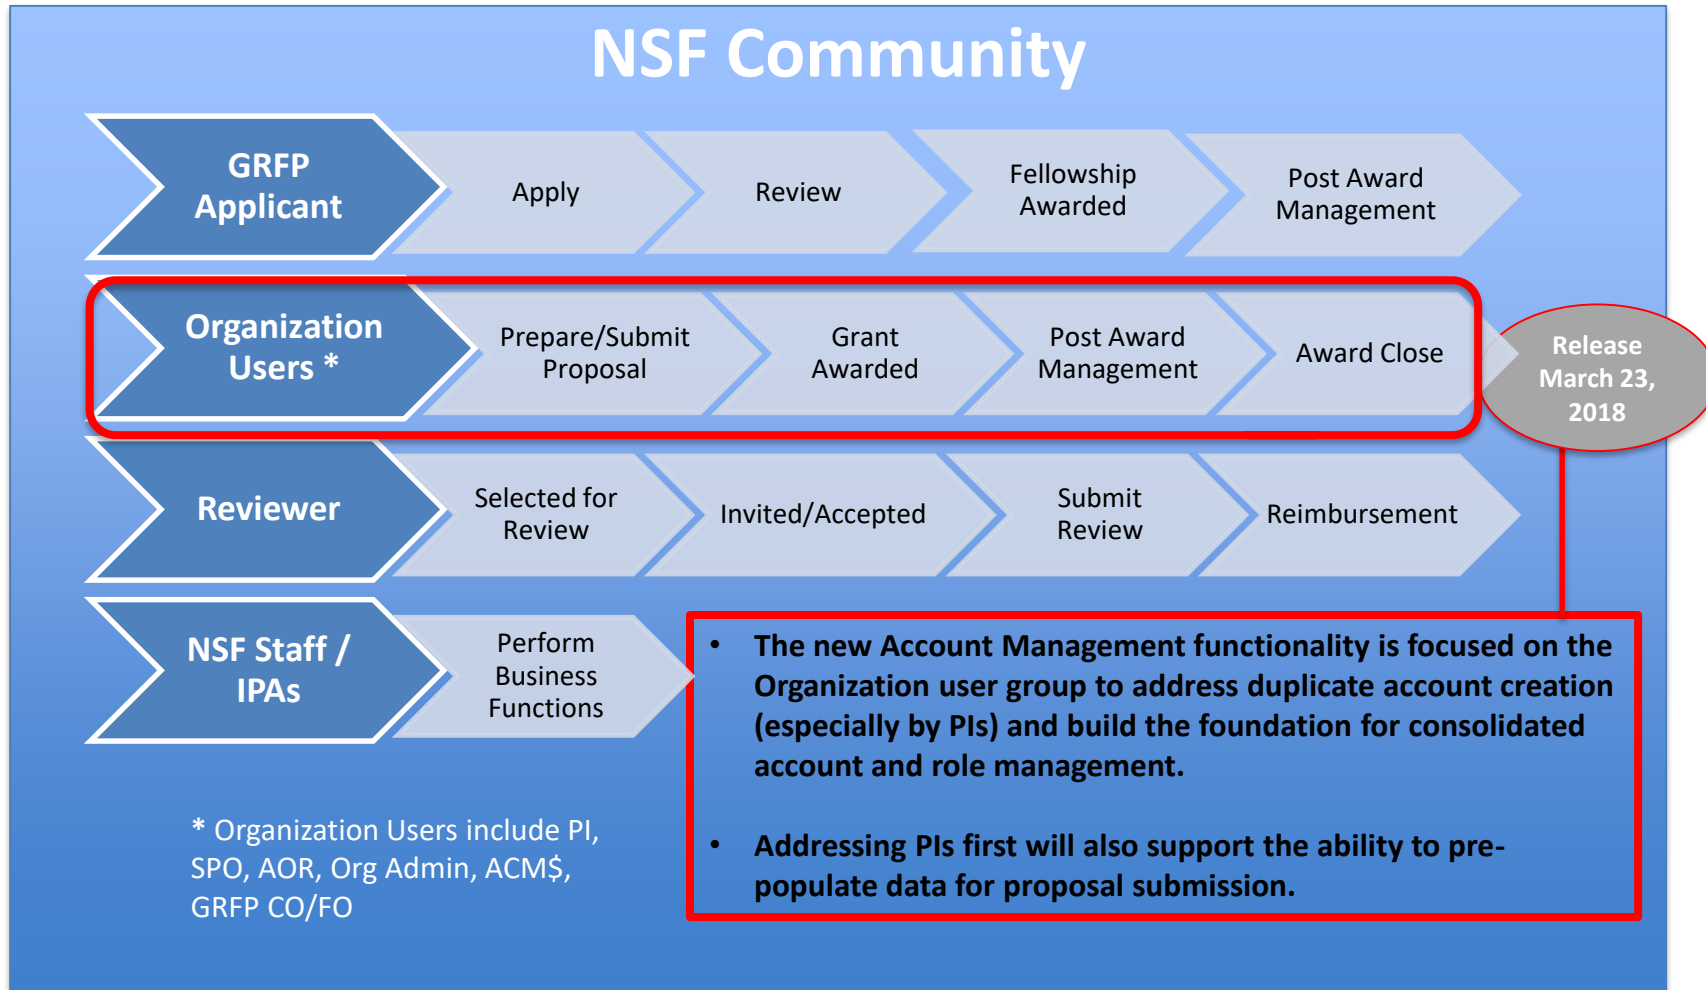 NSF Community
GRFP
Applicant
Apply
Review
Fellowship
Awarded
Post Award
Management
Organization
Users *
Prepare/Submit
Proposal
Grant
Awarded
Post Award
Management
Award Close
Release
March 23,
2018
Reviewer
Selected for
Review
Invited/Accepted
Submit
Review
Reimbursement
NSF Staff /
IPAs
Perform
Business
Functions
• The new Account Management functionality is focused on the
Organization user group to address duplicate account creation
(especially by PIs) and build the foundation for consolidated
account and role management.
• Addressing PIs first will also support the ability to pre-
populate data for proposal submission.
* Organization Users include PI,
SPO, AOR, Org Admin, ACM$,
GRFP CO/FO